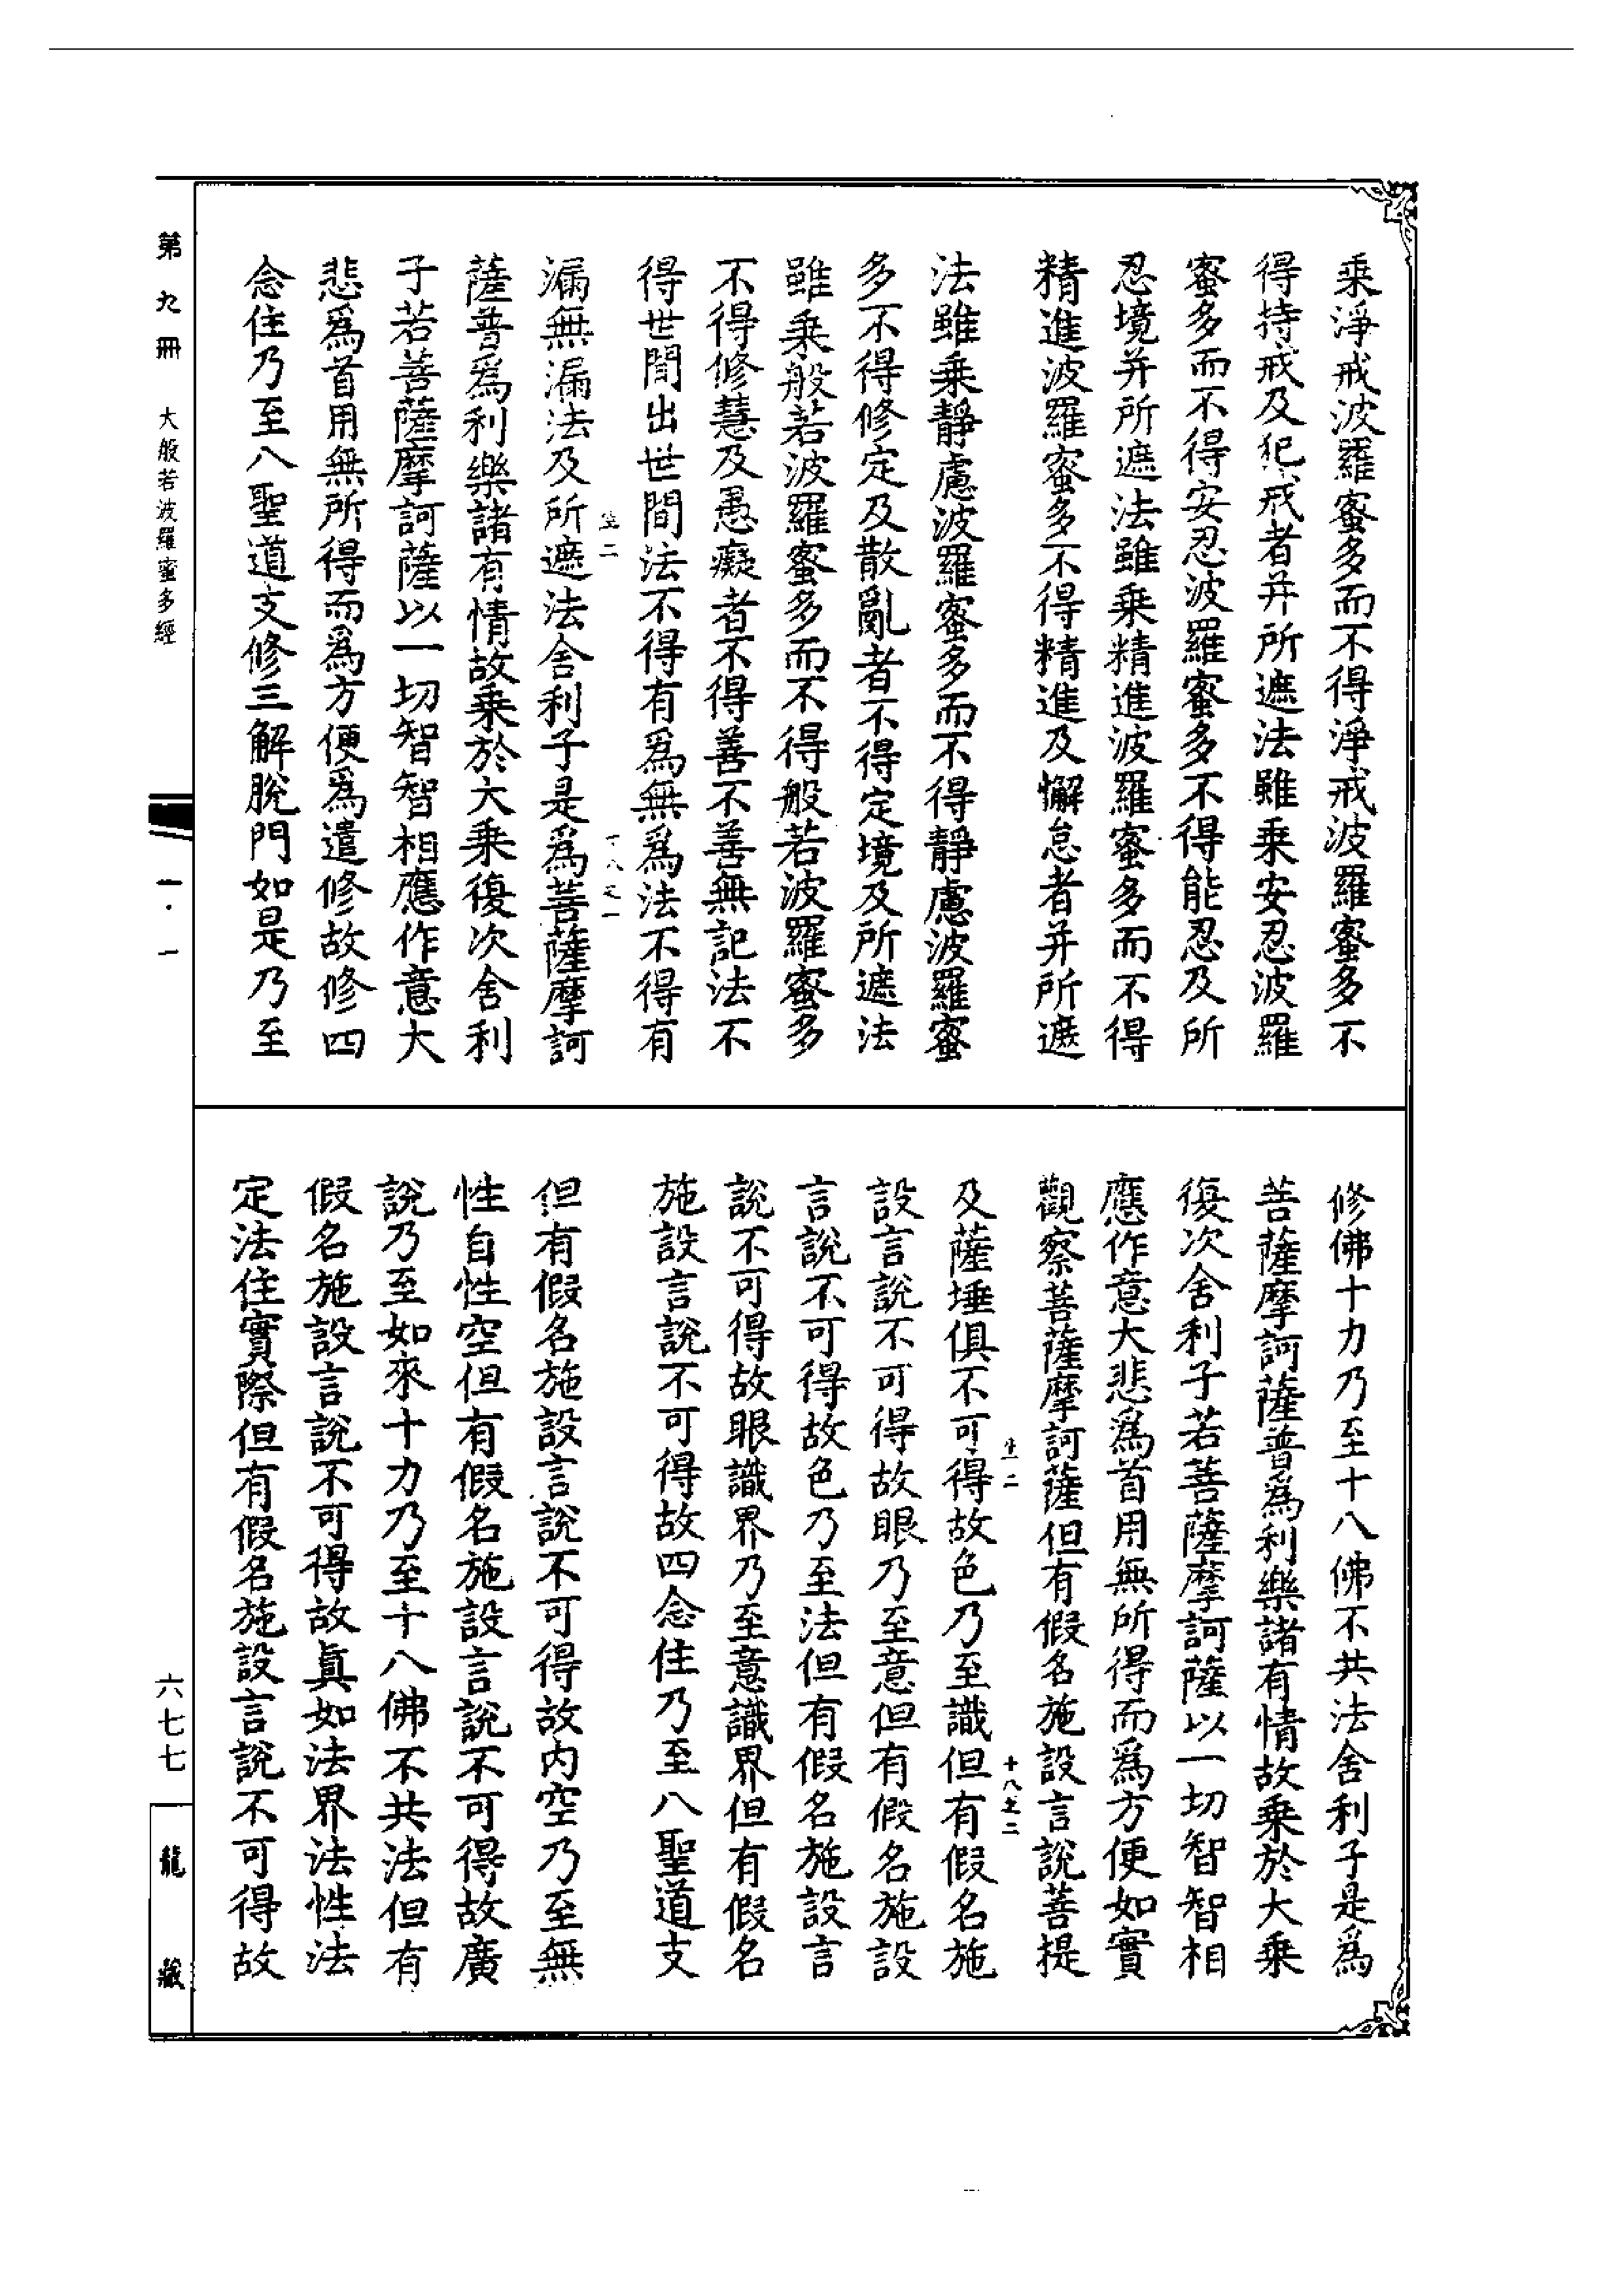 乘淨戒波羅蜜多而不得淨戒波羅蜜多不
得持戒及犯戒者并所遮法雖乘安忍波羅
蜜多而不得安忍波羅蜜多不得能忍及所
忍境并所遮法雖乘精進波羅蜜多而不得
精進波羅蜜多不得精進及懈怠者并所遮
法雖乘靜慮波羅蜜多而不得靜慮波羅蜜
多不得修定及散亂者不得定境及所遮法
雖乘般若波羅蜜多而不得般若波羅蜜多
不得修慧及愚癡者不得善不善無記法不
得世間出世間法不得有爲無爲法不得有
漏無漏法及所遮法舍利子是爲菩薩摩訶
薩普爲利樂諸有情故乘於大乘復次舍利
子若菩薩摩訶薩以一切智智相應作意大
悲爲首用無所得而爲方便爲遣修故修四
念住乃至八聖道支修三解脫門如是乃至
修佛十力乃至十八佛不共法舍利子是爲
菩薩摩訶薩普爲利樂諸有情故乘於大乘
復次舍利子若菩薩摩訶薩以一切智智相
應作意大悲爲首用無所得而爲方便如實
觀察菩薩摩訶薩但有假名施設言說菩提
及薩埵俱不可得故色乃至識但有假名施
設言說不可得故眼乃至意但有假名施設
言說不可得故色乃至法但有假名施設言
說不可得故眼識界乃至意識界但有假名
施設言說不可得故四念住乃至八聖道支
但有假名施設言說不可得故內空乃至無
性自性空但有假名施設言說不可得故廣
說乃至如來十力乃至十八佛不共法但有
假名施設言說不可得故眞如法界法性法
定法住實際但有假名施設言說不可得故
第九冊 大般若波羅蜜多經
一·一
六七七
龍藏
十八之二